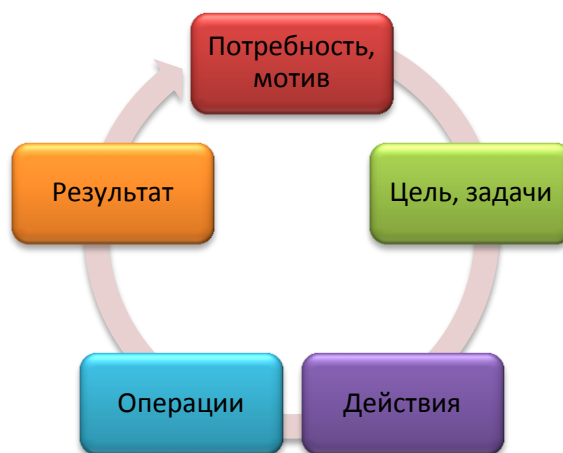 Потребность,
мотив
Цель, задачи
Действия
Операции
Результат